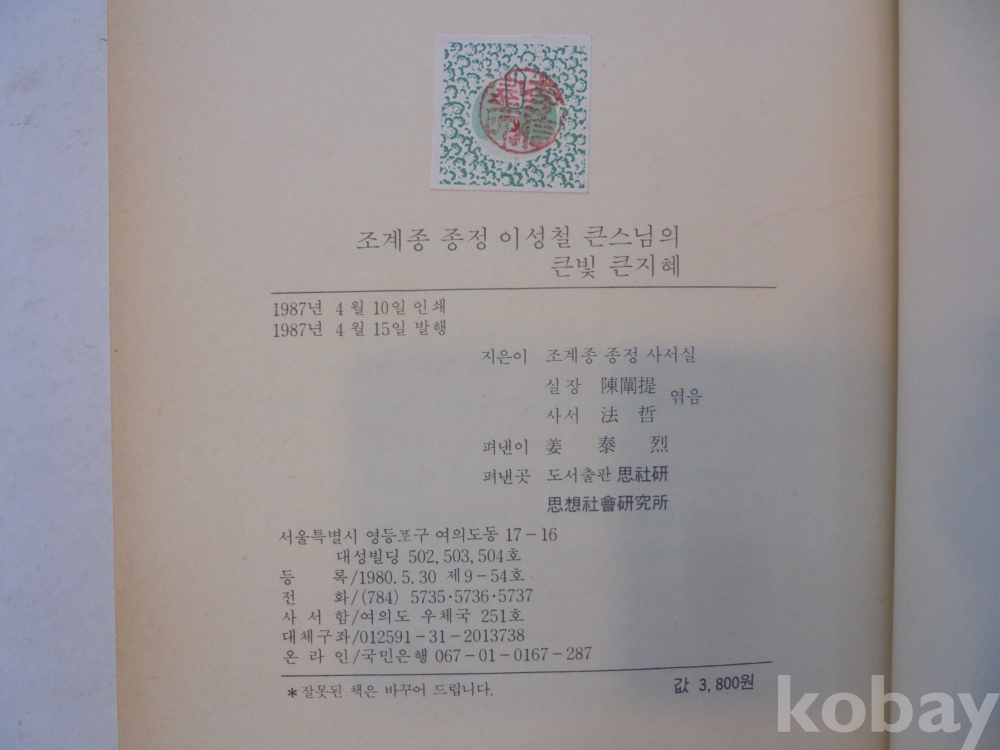 조계종 종정 이성철 큰스님의
큰빛 큰지혜
1987년 4월 10일 인쇄
1987년 4월 15일 발행
지은이 조계종 종정 사서실
실장 陳闡提
엮음
사서 法 哲
펴낸이 姜 泰 烈
펴낸곳 도서출판 思社硏
思想社會硏究所
서울특별시 영등포구 여의도동 17-16
대성빌딩 502, 503, 504호
등 록/1980. 5. 30 제9-54호
전 화/(784) 5735·5736·5737
사 서 함/여의도 우체국 251호
대체구좌/012591-31-2013738
온 라 인/국민은행 067-01-0167-287
*잘못된 책은 바꾸어 드립니다.
값 3,800원
kobay